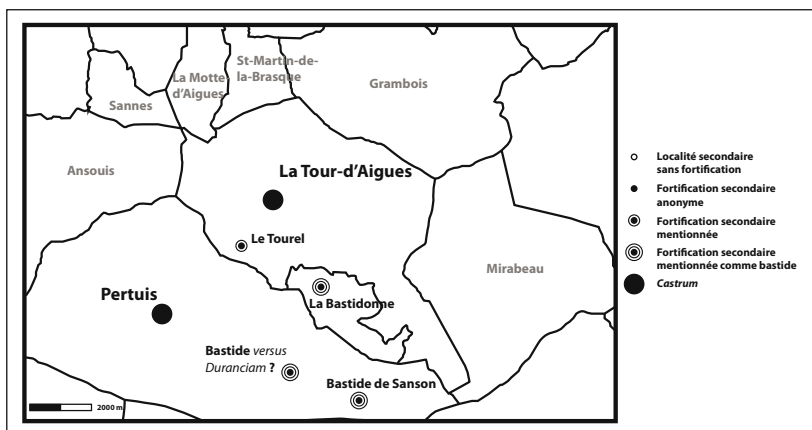 St-Martin-de-
la-Brasque
La Motte-
d'Aigues
Sannes
Grambois
Ansouis
La Tour-d'Aigues
Le Tourel
Mirabeau
Pertuis
La Bastidonne
Bastide versus
Duranciam ?
Bastide de Sanson
2000 m
Localité secondaire
sans fortification
Fortification secondaire
anonyme
Fortification secondaire
mentionnée
Fortification secondaire
mentionnée comme bastide
Castrum